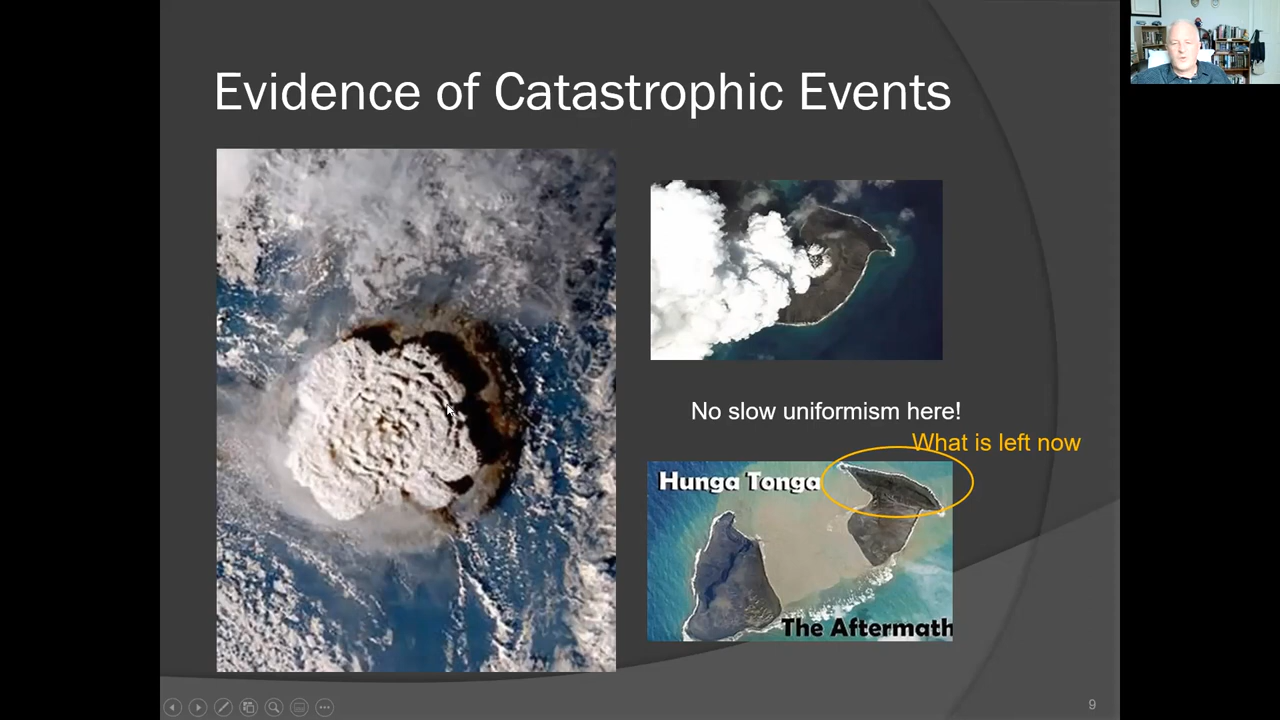 Evidence of Catastrophic Events
No slow uniformism here!
What is left now
Hunga Tonga
The Aftermath
9